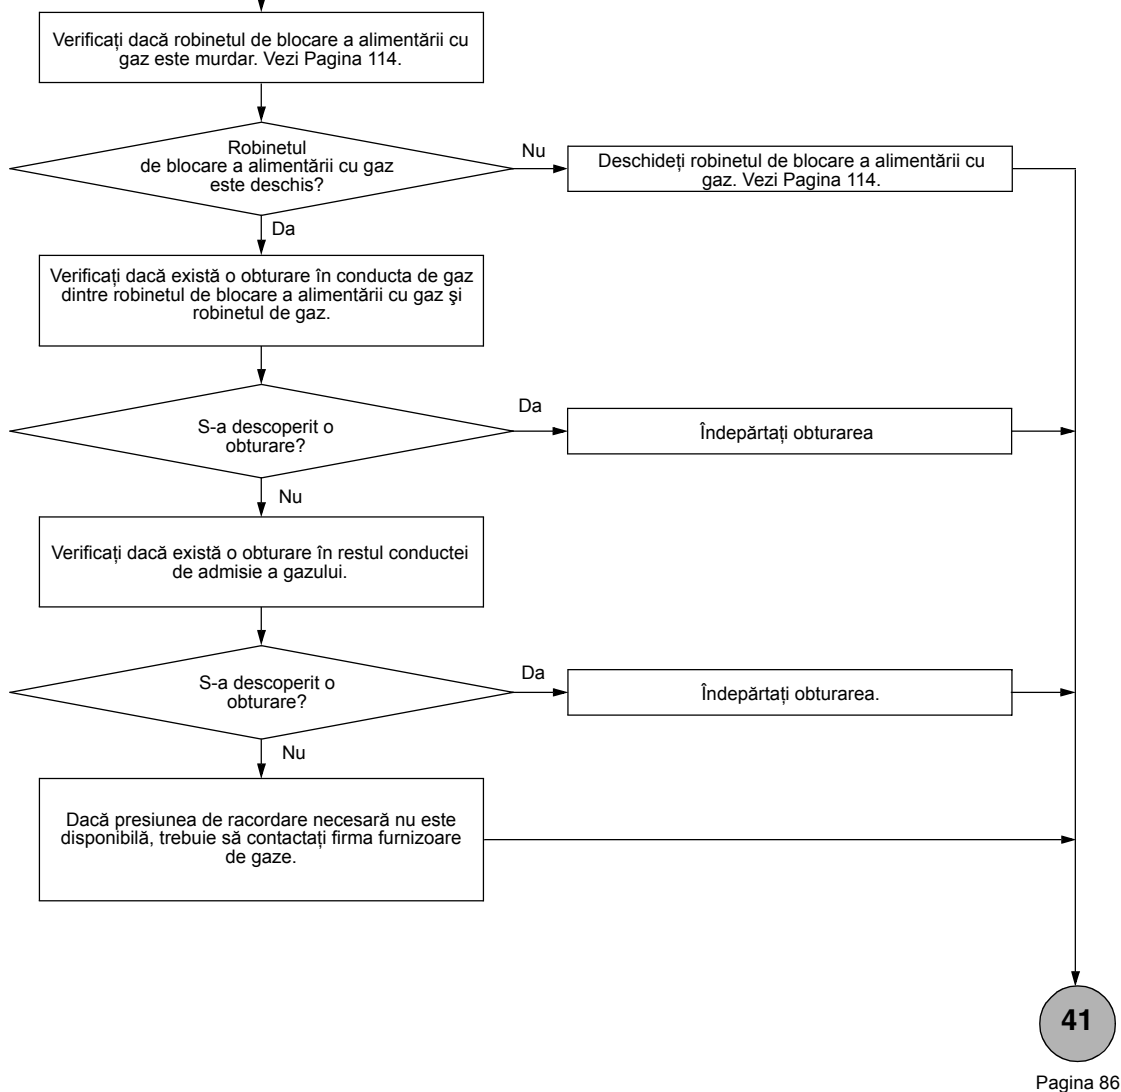 Verificați dacă robinetul de blocare a alimentării cu
gaz este murdar. Vezi Pagina 114.
Robinetul
de blocare a alimentării cu gaz
este deschis?
Nu
Deschideți robinetul de blocare a alimentării cu
gaz. Vezi Pagina 114.
Da
Verificați dacă există o obturare în conducta de gaz
dintre robinetul de blocare a alimentării cu gaz şi
robinetul de gaz.
S-a descoperit o
obturare?
Da
Îndepărtați obturarea
Nu
Verificați dacă există o obturare în restul conductei
de admisie a gazului.
S-a descoperit o
obturare?
Da
Îndepărtați obturarea.
Nu
Dacă presiunea de racordare necesară nu este
disponibilă, trebuie să contactați firma furnizoare
de gaze.
41
Pagina 86